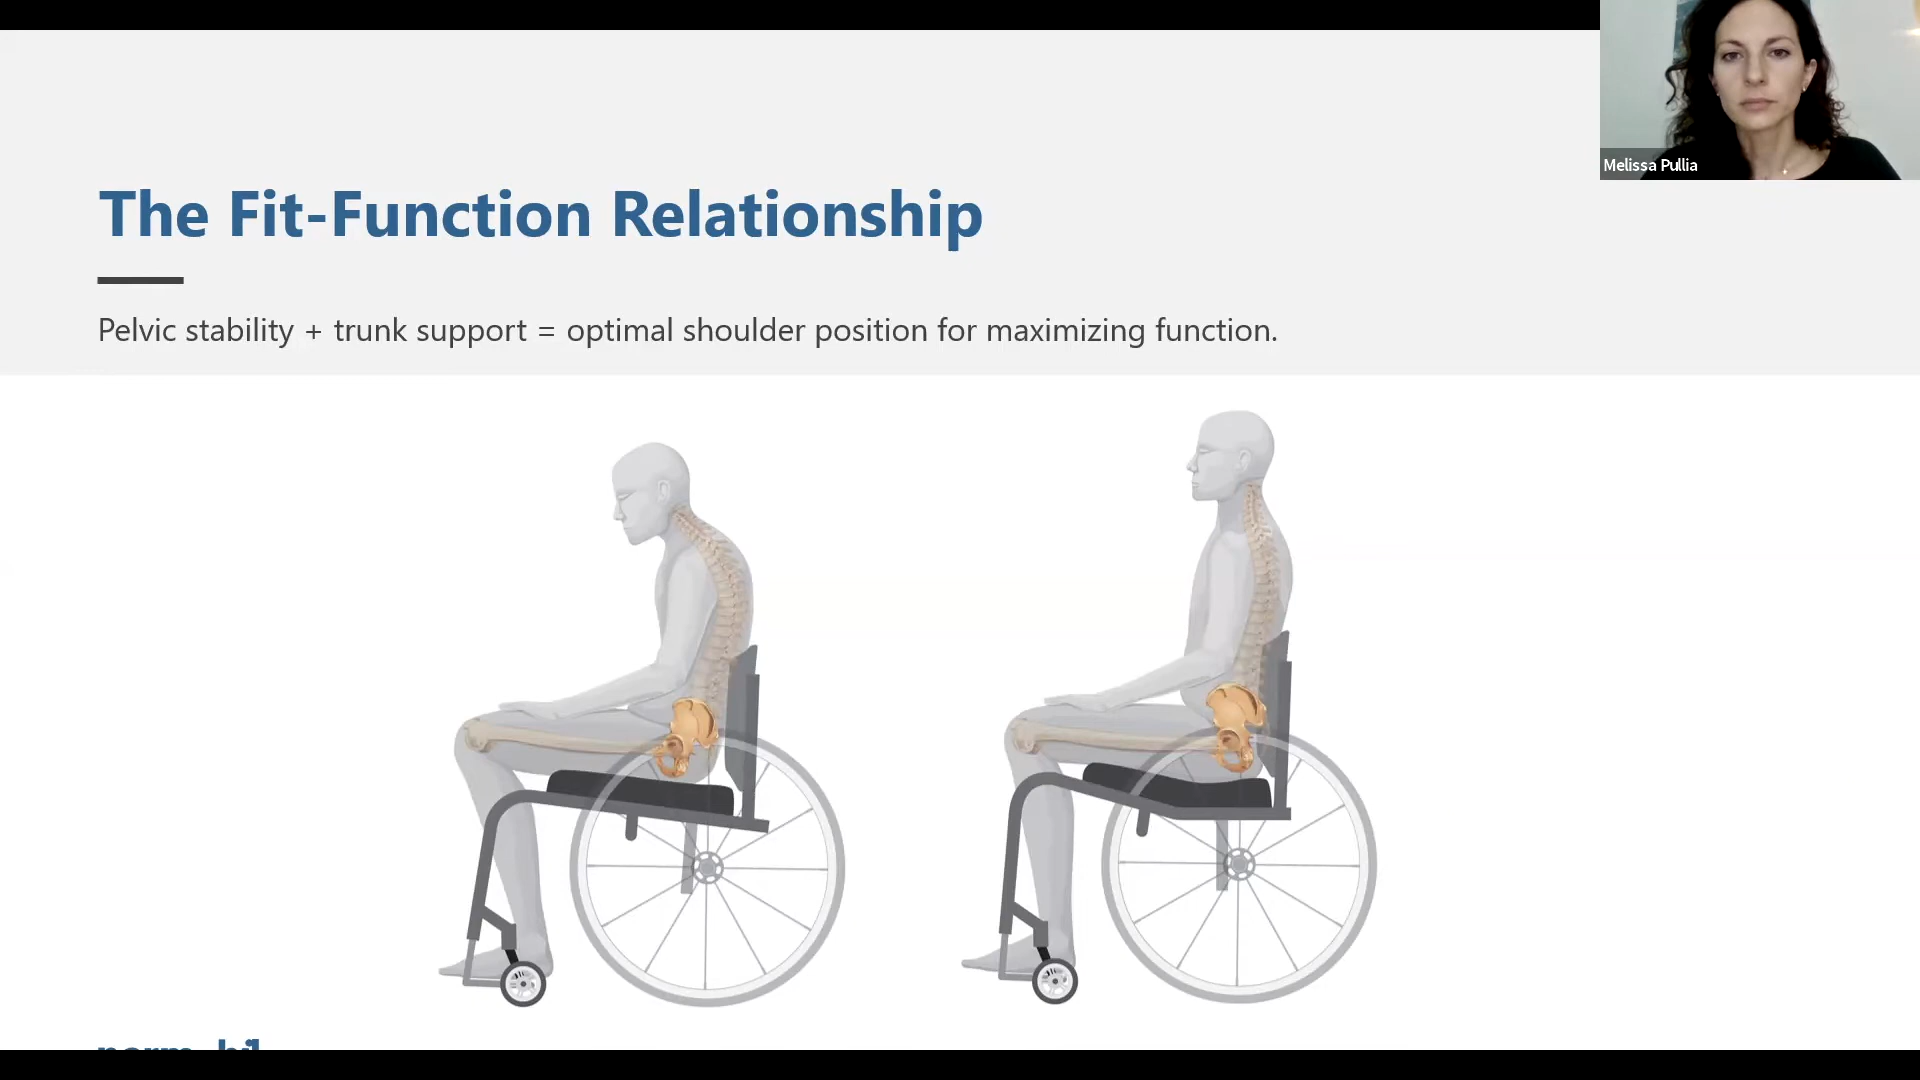 Melissa Pullia
The Fit-Function Relationship
Pelvic stability + trunk support = optimal shoulder position for maximizing function.